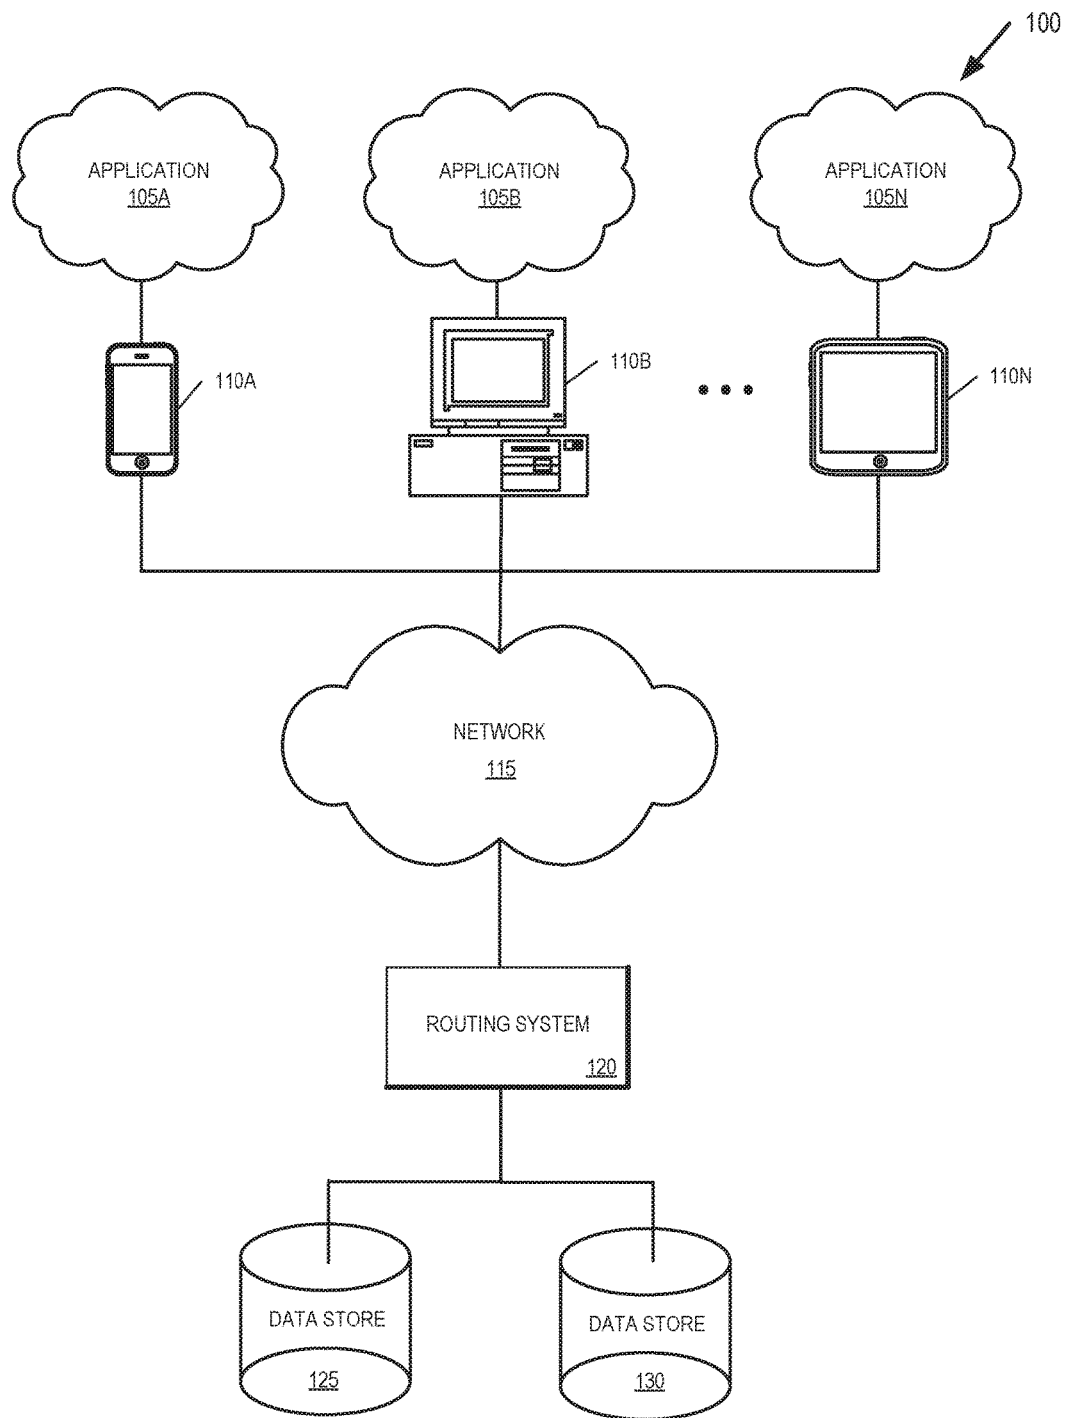 100
APPLICATION
105A
APPLICATION
105B
APPLICATION
105N
110A
110B
110N
NETWORK
115
ROUTING SYSTEM
120
DATA STORE
125
DATA STORE
130